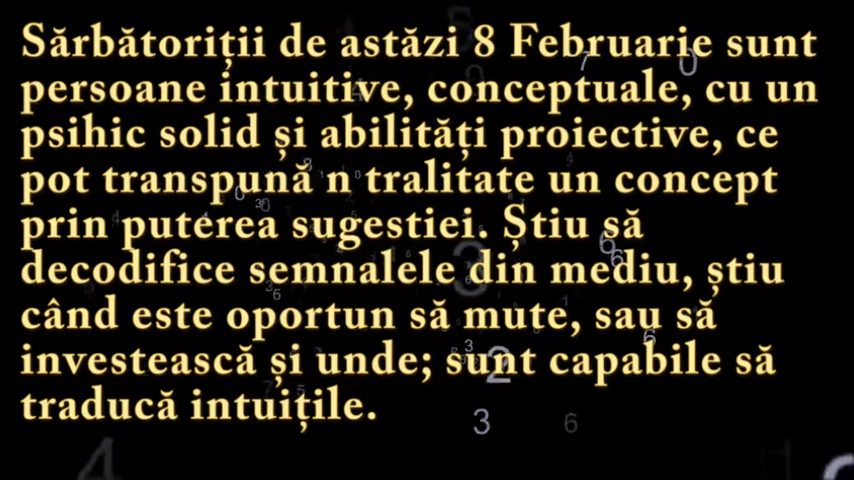 Sărbătoriții de astăzi 8 Februarie sunt
persoane intuitive, conceptuale, cu un
psihic solid și abilități proiective, ce
pot transpună n tralitate un concept
prin puterea sugestiei. Știu să
decodifice semnalele din mediu, știu
când este oportun să mute, sau să
investească și unde; sunt capabile să
traducă intuițile.